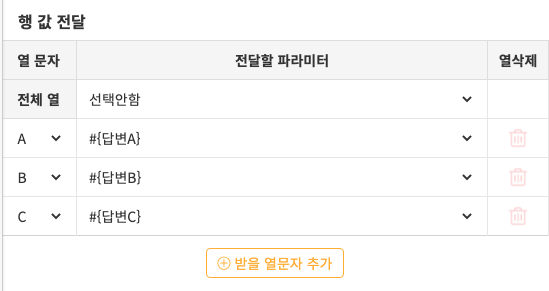 행 값 전달
열 문자 전달할 파라미터 열삭제
전체 열 선택안함
A #{답변A}
B #{답변B}
C #{답변C}
받을 열문자 추가